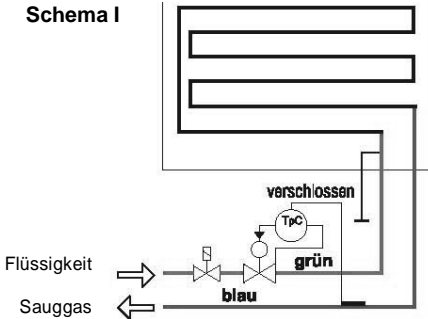 Schema I
verschlossen
TpC
grün
Flüssigkeit
blau
Sauggas